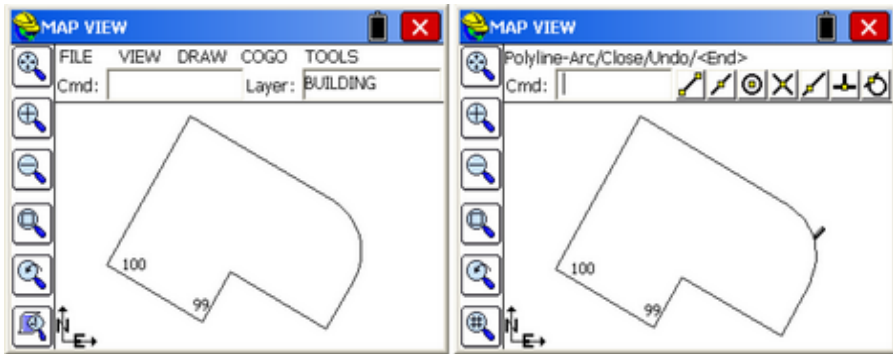 MAP VIEW
FILE VIEW DRAW COGO TOOLS
Cmd: Layer: BUILDING
100
99
N
E
MAP VIEW
Polyline-Arc/Close/Undo/<End>
Cmd:
100
99
N
E